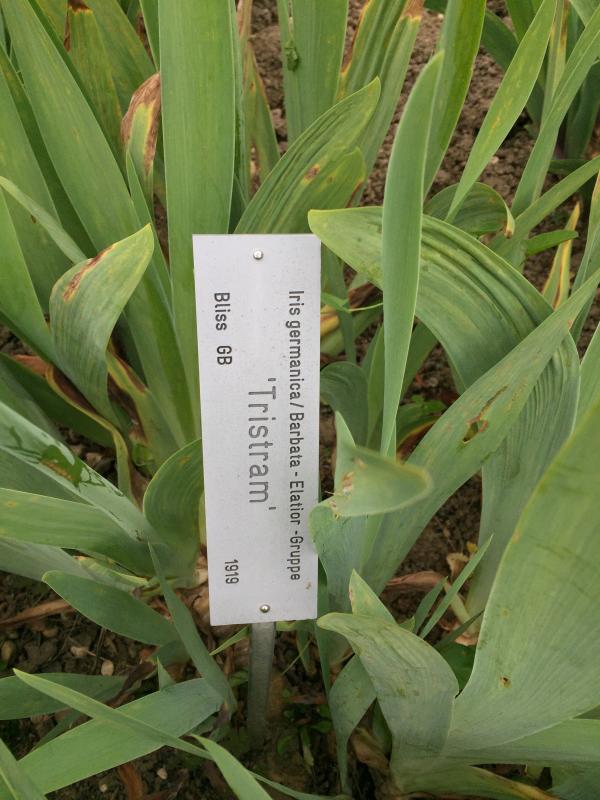 Iris germanica / Barbata - Elatior - Gruppe
'Tristram'
Bliss GB 1919